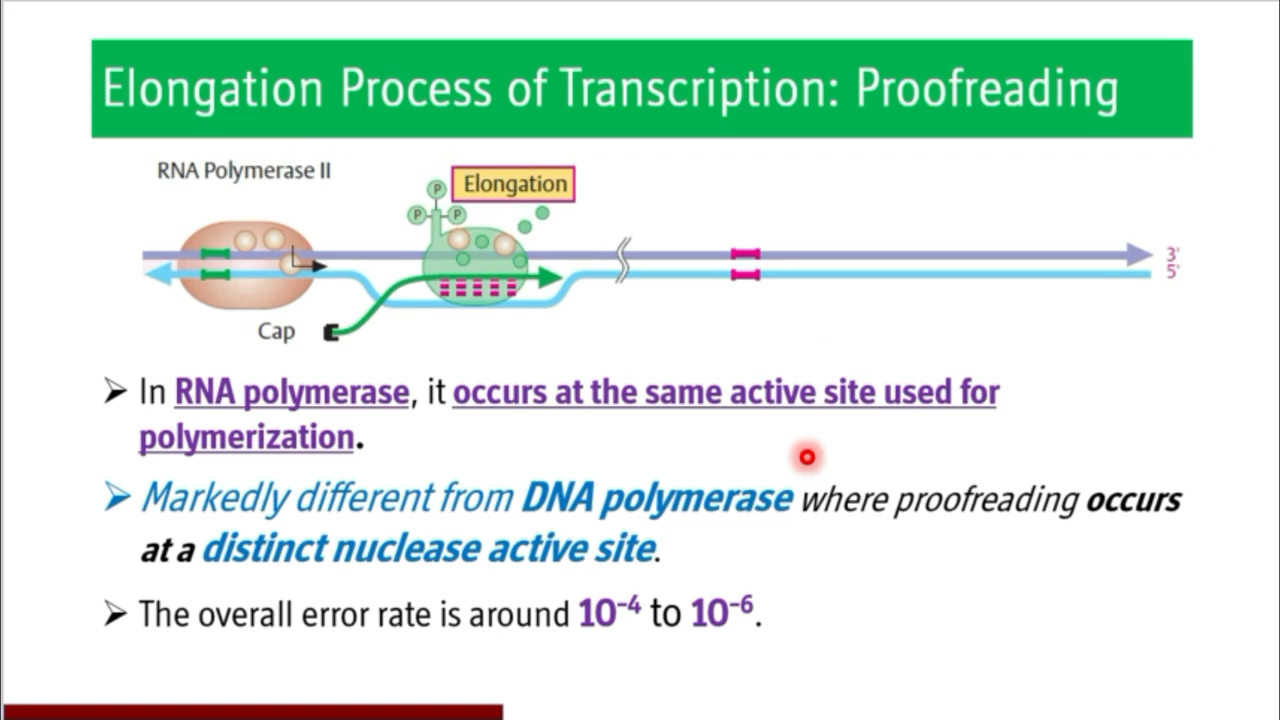 Elongation Process of Transcription: Proofreading
RNA Polymerase II
P
Elongation
P P
3'
5'
Cap
➢ In RNA polymerase, it occurs at the same active site used for
polymerization.
➢ Markedly different from DNA polymerase where proofreading occurs
at a distinct nuclease active site.
➢ The overall error rate is around 10⁻⁴ to 10⁻⁶.